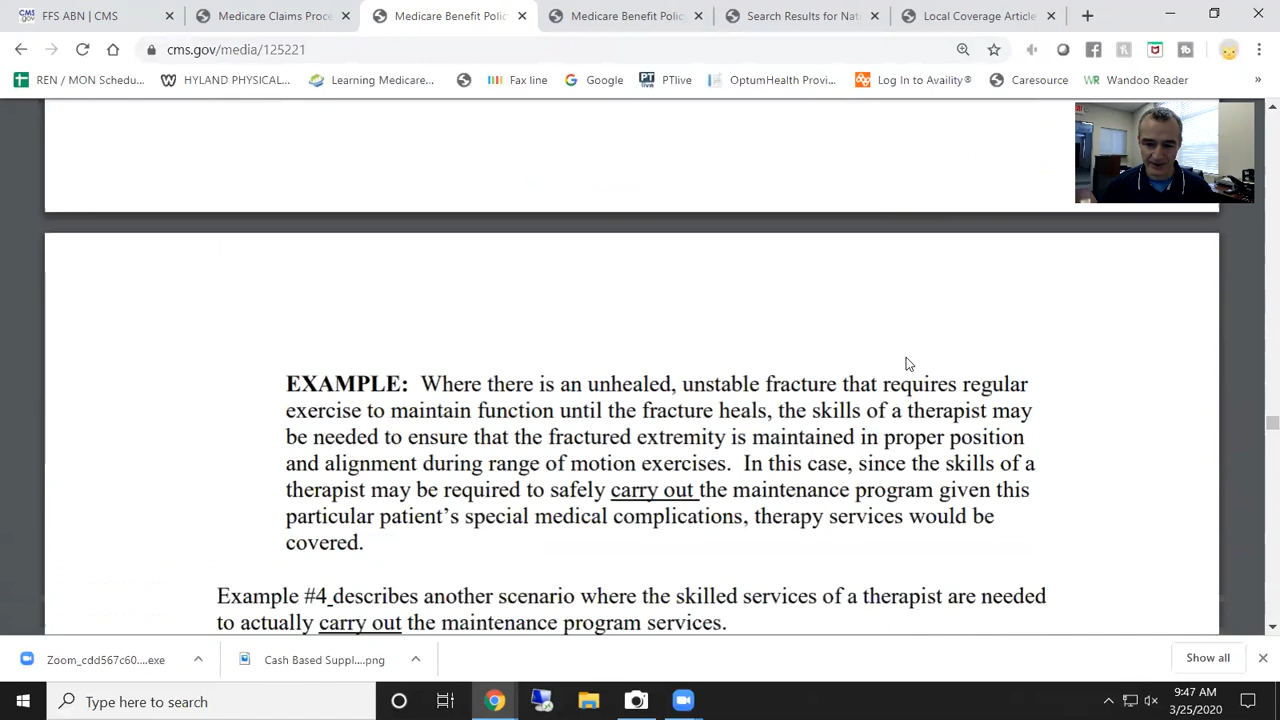 FFS ABN | CMS
Medicare Claims Proce
Medicare Benefit Polic
Medicare Benefit Polic
Search Results for Nat
Local Coverage Article
cms.gov/media/125221
REN / MON Schedu...
HYLAND PHYSICAL...
Learning Medicare...
Fax line
Google
PTlive
OptumHealth Provi...
Log In to Availity®
Caresource
Wandoo Reader
»
EXAMPLE: Where there is an unhealed, unstable fracture that requires regular
exercise to maintain function until the fracture heals, the skills of a therapist may
be needed to ensure that the fractured extremity is maintained in proper position
and alignment during range of motion exercises. In this case, since the skills of a
therapist may be required to safely carry out the maintenance program given this
particular patient's special medical complications, therapy services would be
covered.
Example #4 describes another scenario where the skilled services of a therapist are needed
to actually carry out the maintenance program services.
Zoom_cdd567c60....exe
Cash Based Suppl....png
Show all
Type here to search
9:47 AM
3/25/2020